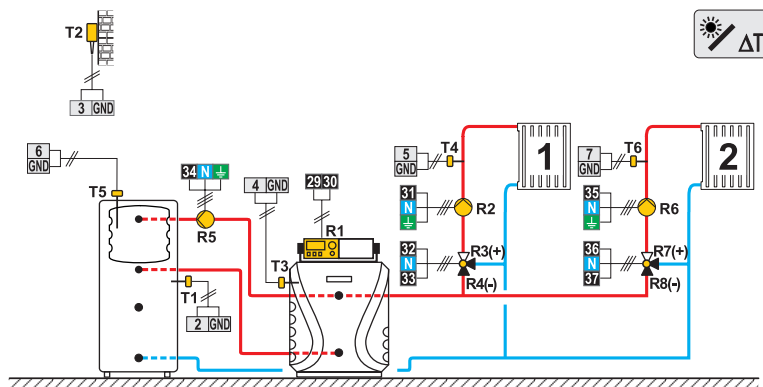 T2
ΔT
3 GND
6
GND
T5
34 N
R5
4 GND
29 30
R1
T3
T1
2 GND
5
GND
T4
1
31
N
R2
32
N
33
R3(+)
R4(-)
7
GND
T6
2
35
N
R6
36
N
37
R7(+)
R8(-)